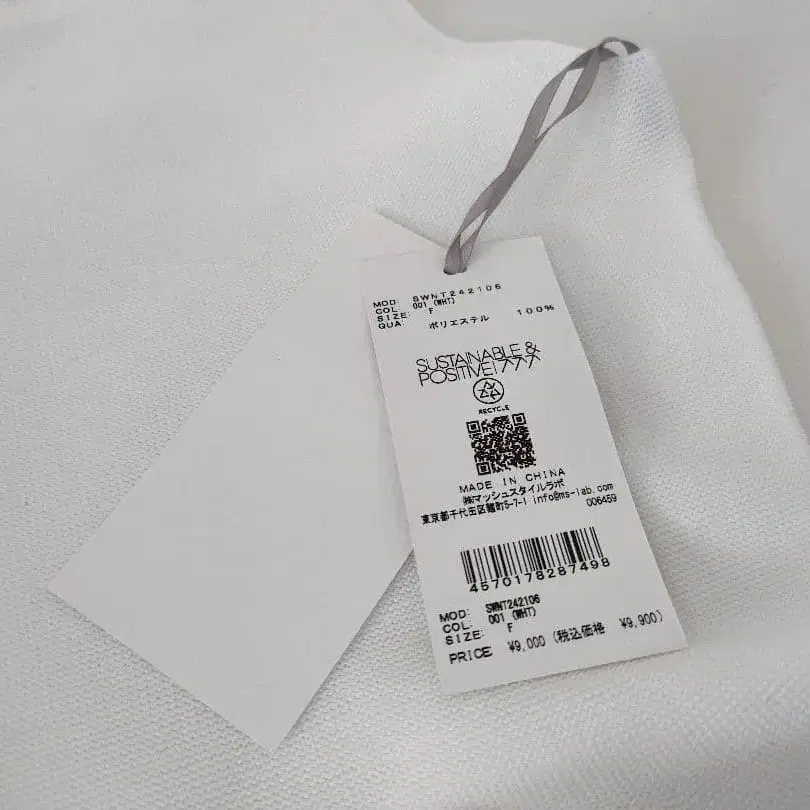 MOD: SWNT242106
COL: 001 (WHT)
SIZE: F
QUA: ポリエステル 100%
SUSTAINABLE &
POSITIVE! 777
RECYCLE
MADE IN CHINA
㈱マッシュスタイルラボ
東京都千代田区麹町5-7-1 info@ms-lab.com
006459
4570178287498
MOD: SWNT242106
COL: 001 (WHT)
SIZE: F
PRICE ¥9,000 (税込価格 ¥9,900)